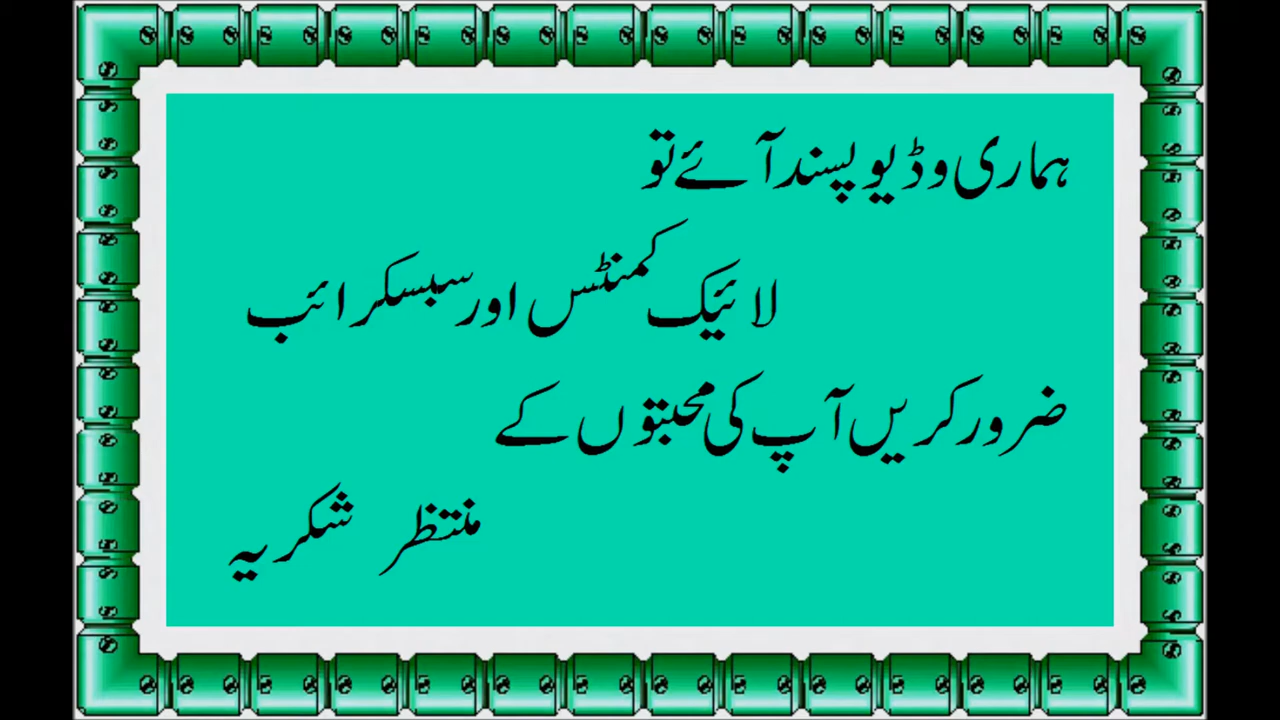 ہماری وڈیو پسند آئے تو
لائیک کمنٹس اور سبسکرائب
ضرور کریں آپ کی محبتوں کے
منتظر شکریہ